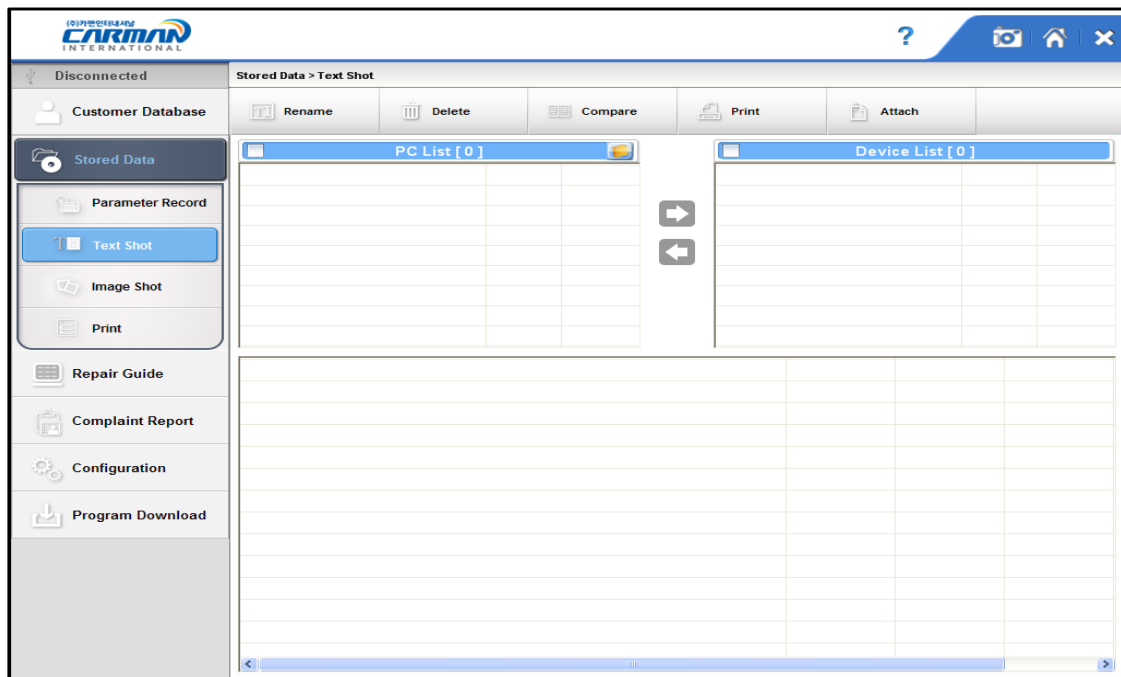 (주)카맨인터내셔날
CARMAN
INTERNATIONAL
?
Disconnected
Stored Data > Text Shot
Customer Database
Rename
Delete
Compare
Print
Attach
Stored Data
PC List [ 0 ]
Device List [ 0 ]
Parameter Record
Text Shot
Image Shot
Print
Repair Guide
Complaint Report
Configuration
Program Download